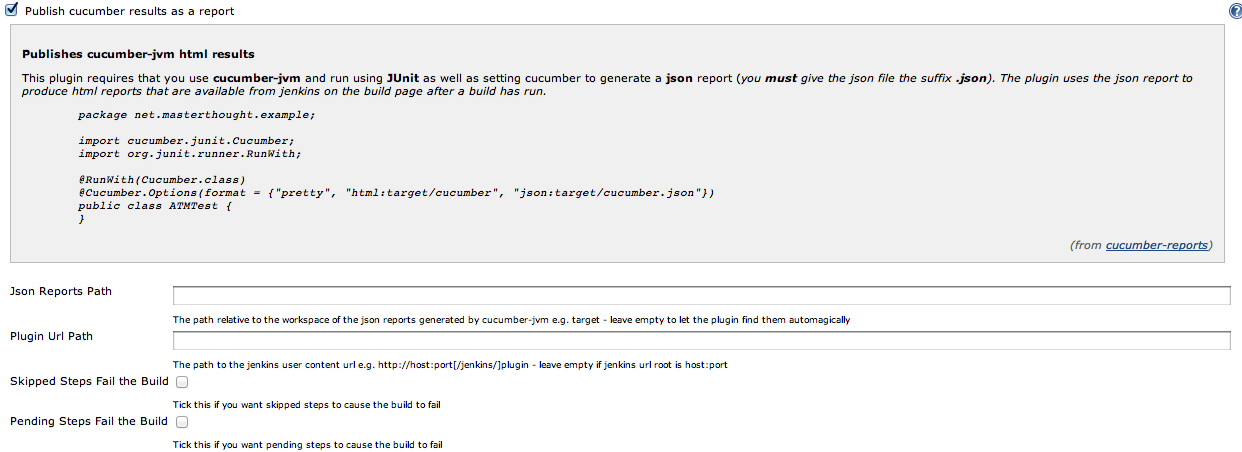 Publish cucumber results as a report
Publishes cucumber-jvm html results
This plugin requires that you use cucumber-jvm and run using JUnit as well as setting cucumber to generate a json report (you must give the json file the suffix .json). The plugin uses the json report to
produce html reports that are available from jenkins on the build page after a build has run.
package net.masterthought.example;
import cucumber.junit.Cucumber;
import org.junit.runner.RunWith;
@RunWith(Cucumber.class)
@Cucumber.Options(format = {"pretty", "html:target/cucumber", "json:target/cucumber.json"})
public class ATMTest {
}
(from cucumber-reports)
Json Reports Path
The path relative to the workspace of the json reports generated by cucumber-jvm e.g. target - leave empty to let the plugin find them automagically
Plugin Url Path
The path to the jenkins user content url e.g. http://host:port[/jenkins/]plugin - leave empty if jenkins url root is host:port
Skipped Steps Fail the Build
Tick this if you want skipped steps to cause the build to fail
Pending Steps Fail the Build
Tick this if you want pending steps to cause the build to fail